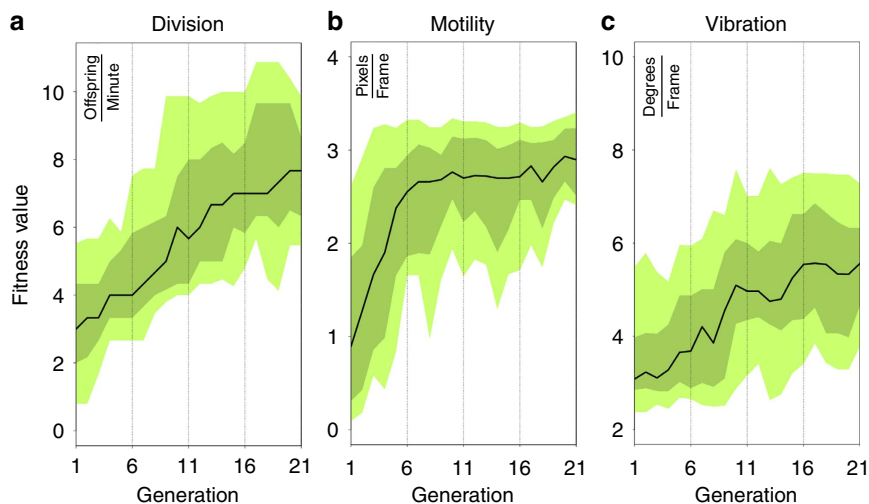 a Division
Offspring
Minute
Fitness value
10
8
6
4
2
0
1 6 11 16 21
Generation
b Motility
Pixels
Frame
4
3
2
1
0
1 6 11 16 21
Generation
c Vibration
Degrees
Frame
10
8
6
4
2
1 6 11 16 21
Generation